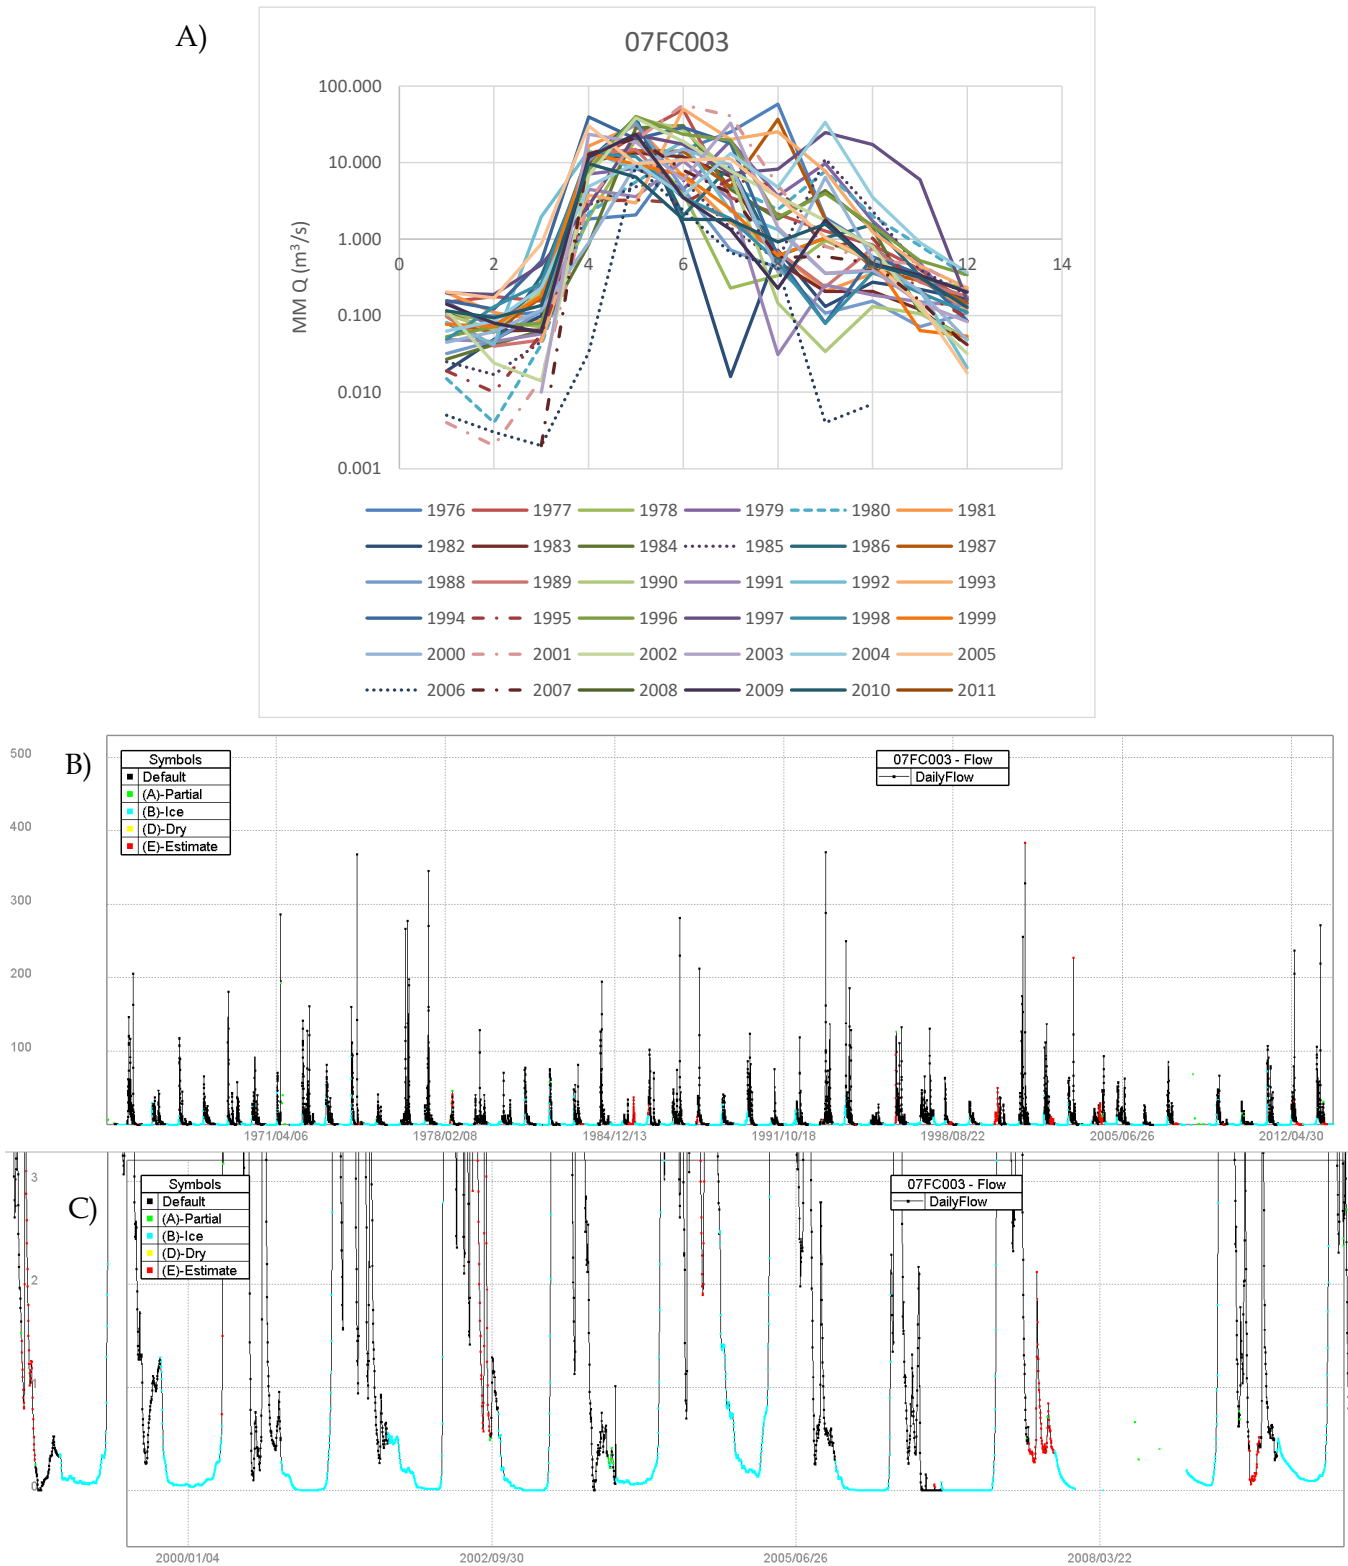 A)
07FC003
100.000
10.000
1.000
0.100
0.010
0.001
MM Q (m³/s)
0 2 4 6 8 10 12 14
1976 1977 1978 1979 1980 1981
1982 1983 1984 1985 1986 1987
1988 1989 1990 1991 1992 1993
1994 1995 1996 1997 1998 1999
2000 2001 2002 2003 2004 2005
2006 2007 2008 2009 2010 2011
B)
500
400
300
200
100
Symbols
Default
(A)-Partial
(B)-Ice
(D)-Dry
(E)-Estimate
07FC003 - Flow
DailyFlow
1971/04/06 1978/02/08 1984/12/13 1991/10/18 1998/08/22 2005/06/26 2012/04/30
C)
3
2
1
0
Symbols
Default
(A)-Partial
(B)-Ice
(D)-Dry
(E)-Estimate
07FC003 - Flow
DailyFlow
2000/01/04 2002/09/30 2005/06/26 2008/03/22